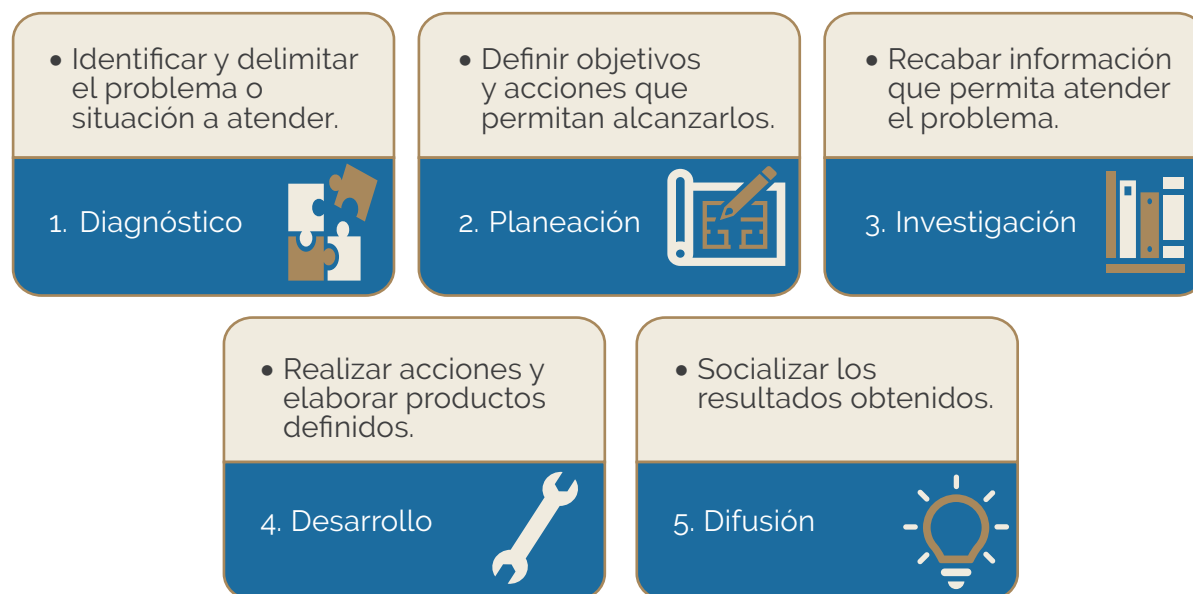 • Identificar y delimitar
el problema o
situación a atender.
1. Diagnóstico
• Definir objetivos
y acciones que
permitan alcanzarlos.
2. Planeación
• Recabar información
que permita atender
el problema.
3. Investigación
• Realizar acciones y
elaborar productos
definidos.
4. Desarrollo
• Socializar los
resultados obtenidos.
5. Difusión